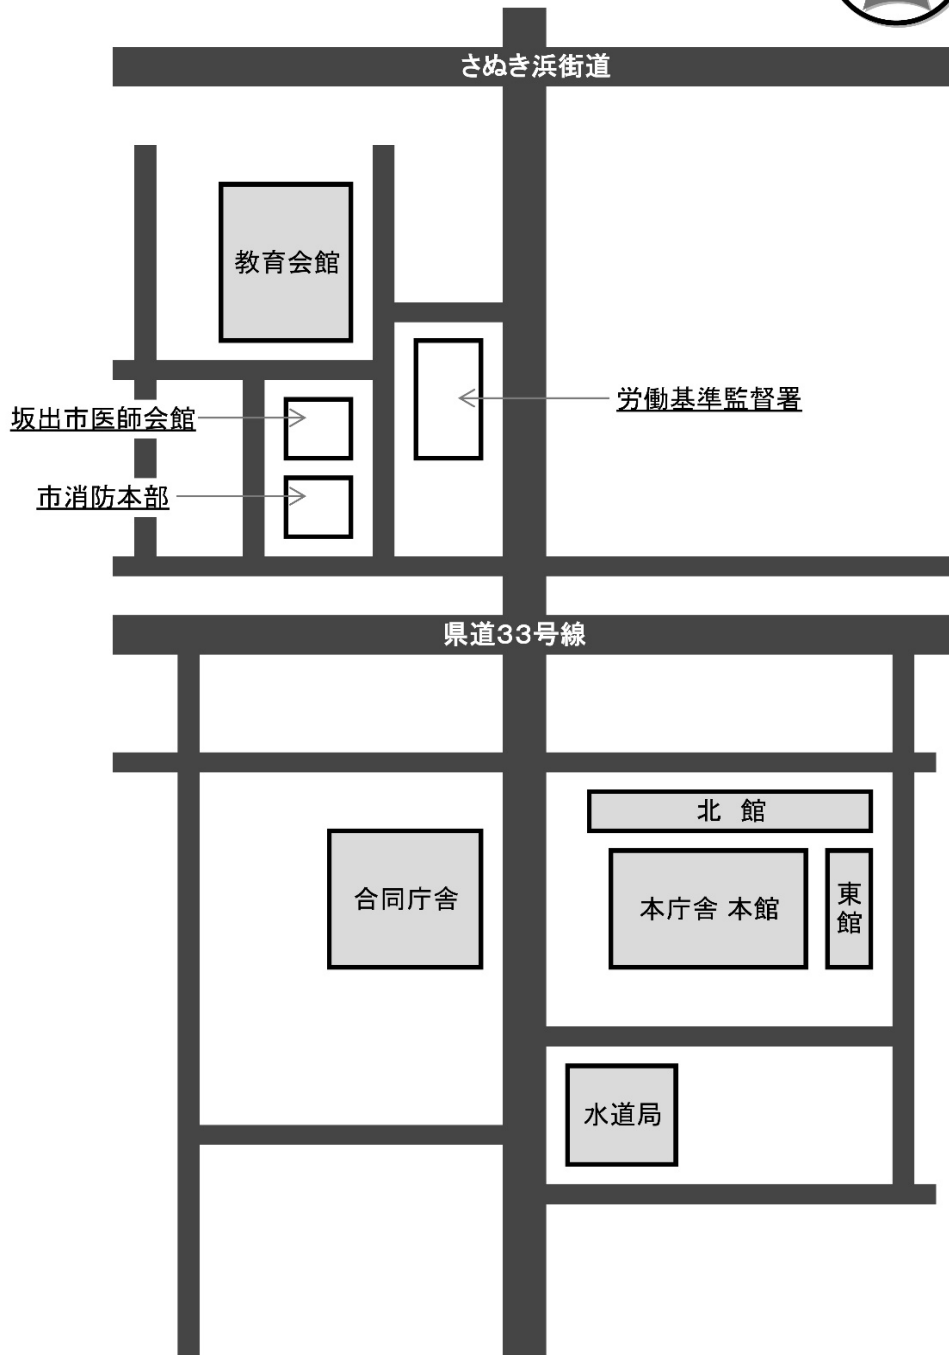 さぬき浜街道
教育会館
労働基準監督署
坂出市医師会館
市消防本部
県道33号線
北 館
合同庁舎
本庁舎 本館
東館
水道局